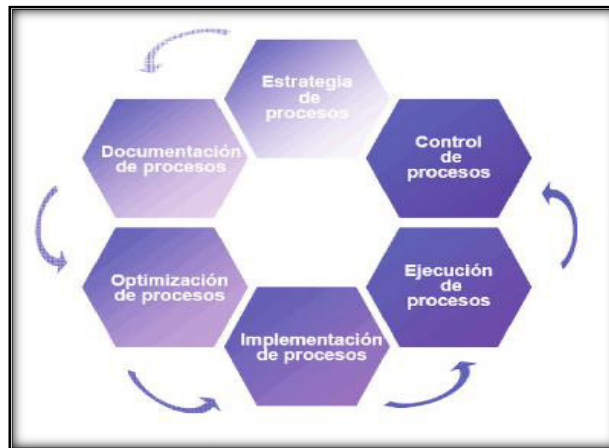 Estrategia
de
procesos
Documentación
de procesos
Control
de
procesos
Optimización
de procesos
Ejecución
de
procesos
Implementación
de procesos